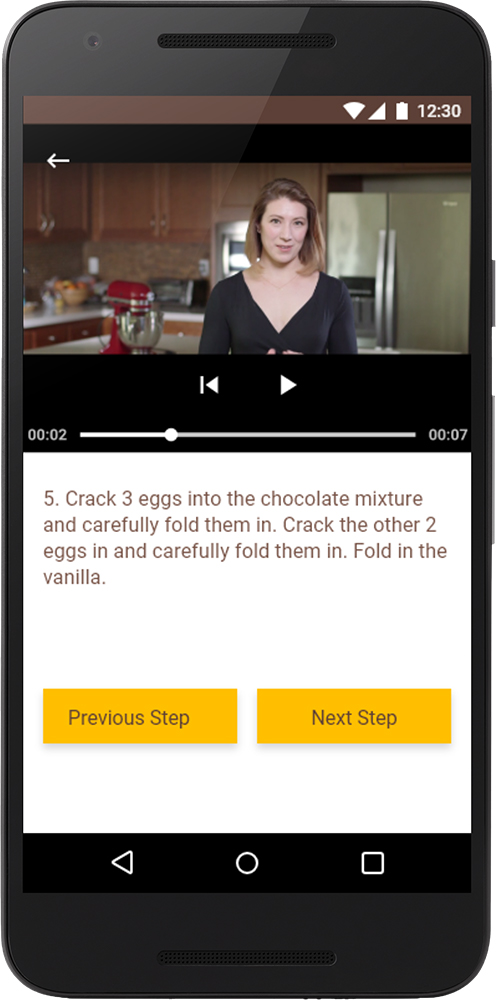 12:30
00:02
00:07
5. Crack 3 eggs into the chocolate mixture
and carefully fold them in. Crack the other 2
eggs in and carefully fold them in. Fold in the
vanilla.
Previous Step
Next Step